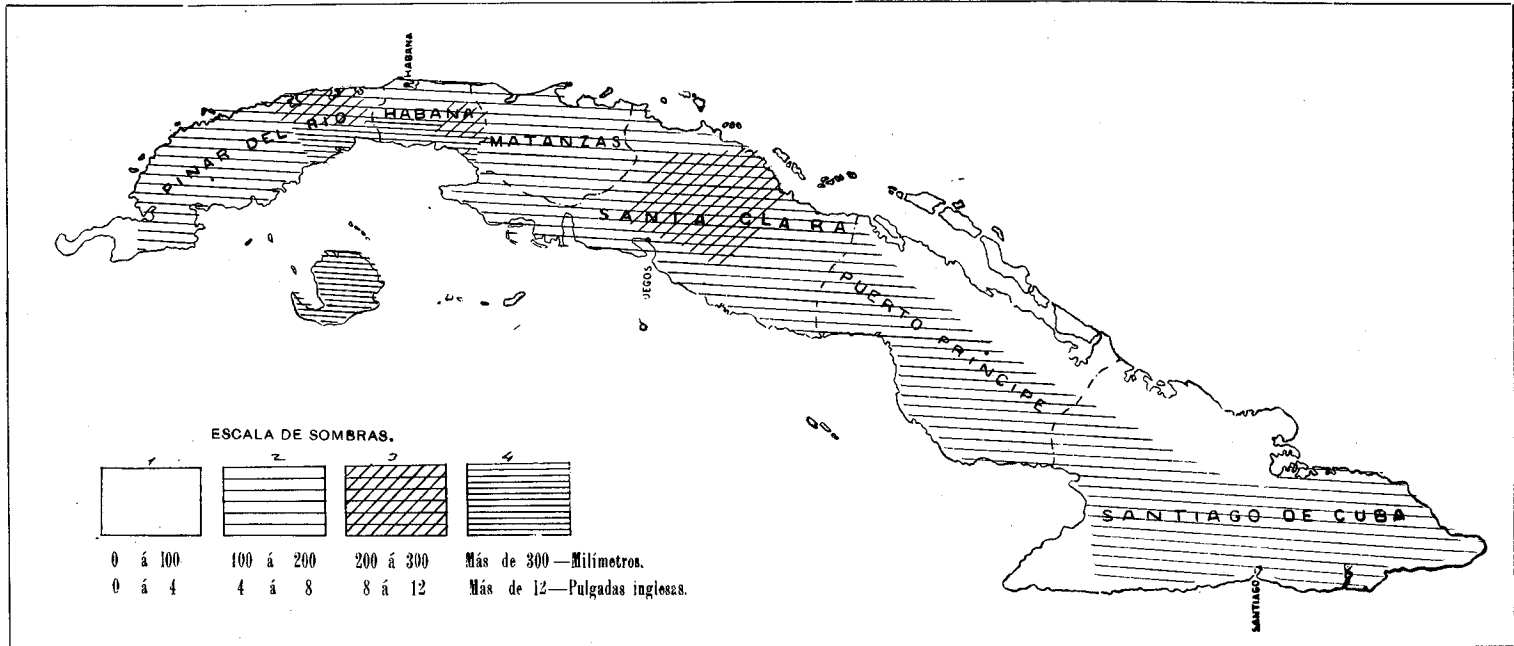 HABANA
PINAR DEL RIO
HABANA
MATANZAS
SANTA CLARA
JEGOS
PUERTO PRÍNCIPE
SANTIAGO DE CUBA
SANTIAGO
ESCALA DE SOMBRAS.
1 2 3 4
0 á 100 100 á 200 200 á 300 Más de 300—Milímetros.
0 á 4 4 á 8 8 á 12 Más de 12—Pulgadas inglesas.